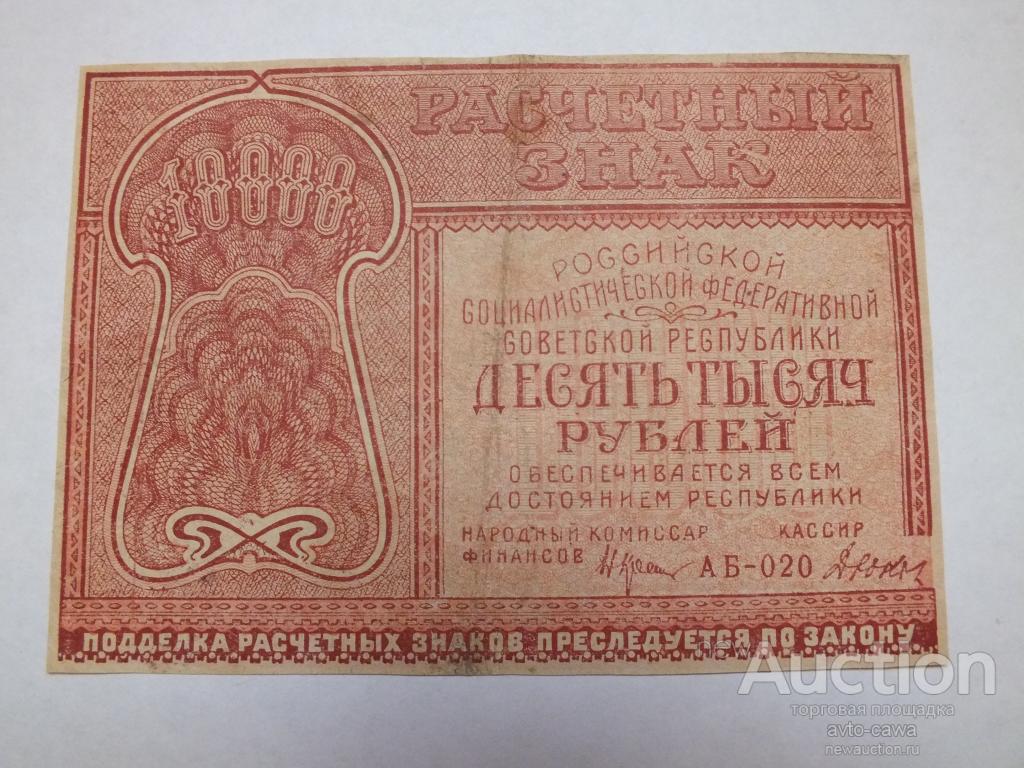 РАСЧЕТНЫЙ
ЗНАК
10000
РОССИЙСКОЙ
СОЦИАЛИСТИЧЕСКОЙ ФЕДЕРАТИВНОЙ
СОВЕТСКОЙ РЕСПУБЛИКИ
ДЕСЯТЬ ТЫСЯЧ
РУБЛЕЙ
ОБЕСПЕЧИВАЕТСЯ ВСЕМ
ДОСТОЯНИЕМ РЕСПУБЛИКИ
НАРОДНЫЙ КОМИССАР КАССИР
ФИНАНСОВ АБ-020
ПОДДЕЛКА РАСЧЕТНЫХ ЗНАКОВ ПРЕСЛЕДУЕТСЯ ПО ЗАКОНУ
NEW Auction
торговая площадка
avto-cawa
newauction.ru